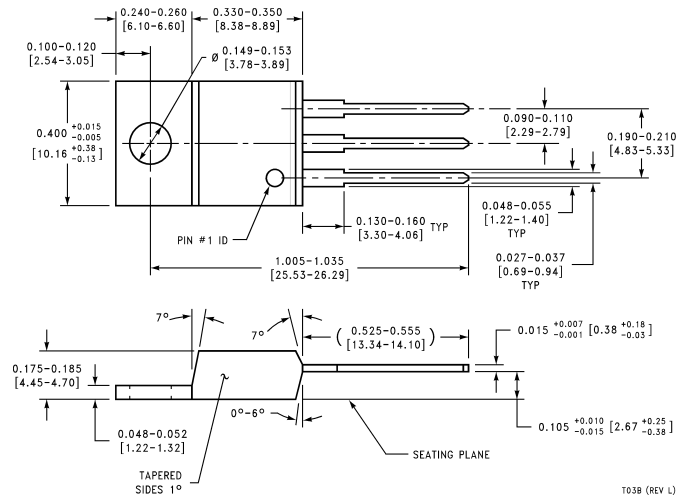 0.240-0.260
[6.10-6.60]
0.330-0.350
[8.38-8.89]
0.100-0.120
[2.54-3.05]
Ø 0.149-0.153
[3.78-3.89]
0.400 +0.015 -0.005
[10.16 +0.38 -0.13]
0.090-0.110
[2.29-2.79]
0.190-0.210
[4.83-5.33]
0.048-0.055
[1.22-1.40]
TYP
0.130-0.160 TYP
[3.30-4.06]
PIN #1 ID
0.027-0.037
[0.69-0.94]
TYP
1.005-1.035
[25.53-26.29]
7°
7°
(0.525-0.555)
[13.34-14.10]
0.015 +0.007 -0.001 [0.38 +0.18 -0.03]
0.175-0.185
[4.45-4.70]
0°-6°
0.105 +0.010 -0.015 [2.67 +0.25 -0.38]
0.048-0.052
[1.22-1.32]
SEATING PLANE
TAPERED
SIDES 1°
T03B (REV L)